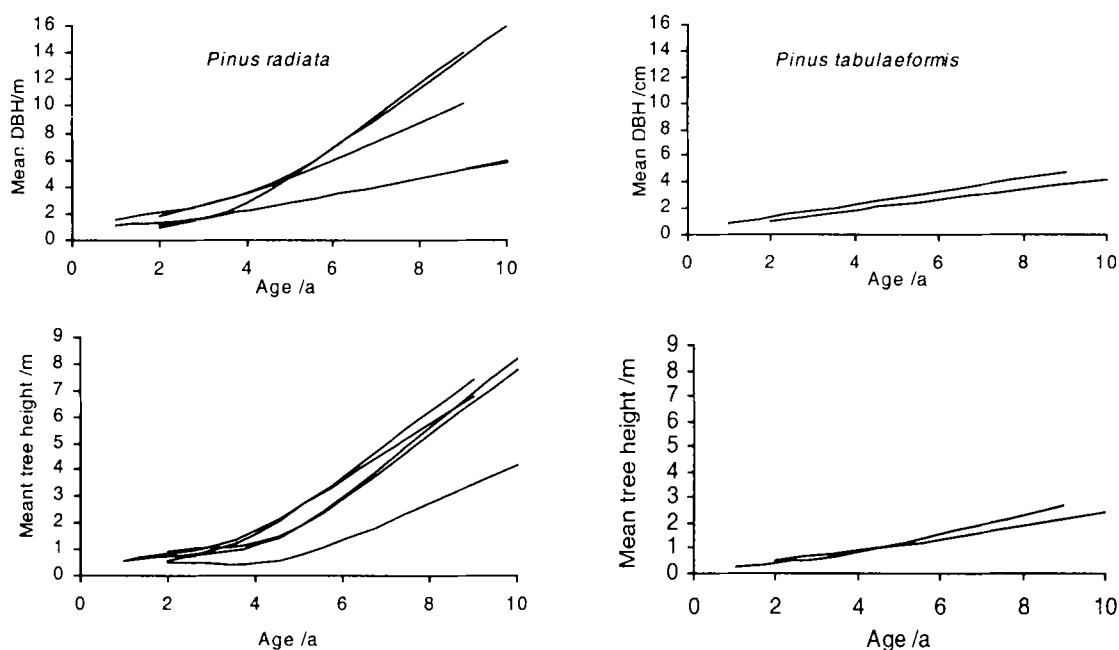 16
14
12
10
8
6
4
2
0
Mean DBH/m
Pinus radiata
0 2 4 6 8 10
Age /a
16
14
12
10
8
6
4
2
0
Mean DBH /cm
Pinus tabulaeformis
0 2 4 6 8 10
Age /a
9
8
7
6
5
4
3
2
1
0
Meant tree height /m
0 2 4 6 8 10
Age /a
9
8
7
6
5
4
3
2
1
0
Mean tree height /m
0 2 4 6 8 10
Age /a